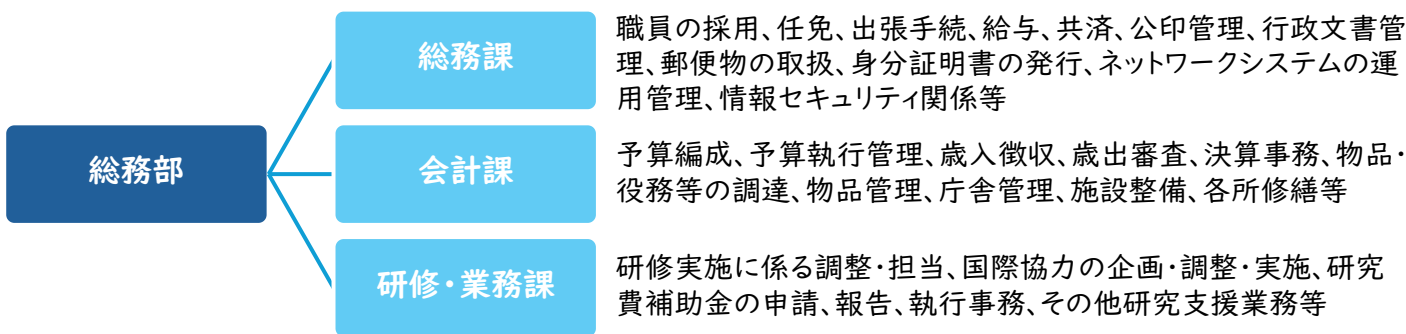 総務部
総務課
職員の採用、任免、出張手続、給与、共済、公印管理、行政文書管
理、郵便物の取扱、身分証明書の発行、ネットワークシステムの運
用管理、情報セキュリティ関係等
会計課
予算編成、予算執行管理、歳入徴収、歳出審査、決算事務、物品・
役務等の調達、物品管理、庁舎管理、施設整備、各所修繕等
研修・業務課
研修実施に係る調整・担当、国際協力の企画・調整・実施、研究
費補助金の申請、報告、執行事務、その他研究支援業務等